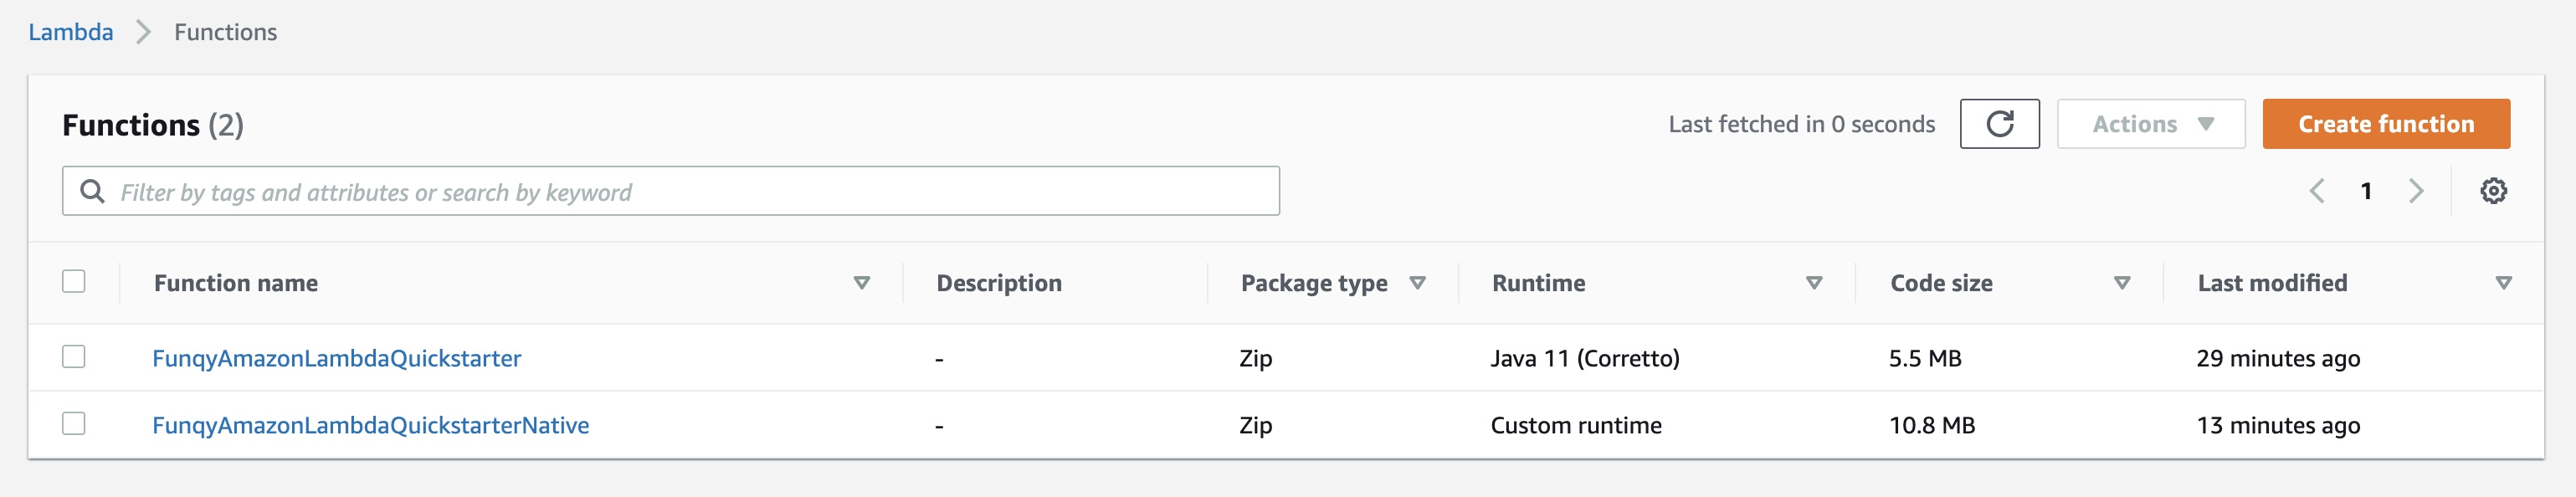 Lambda > Functions
Functions (2) Last fetched in 0 seconds Actions Create function
Filter by tags and attributes or search by keyword 1
Function name Description Package type Runtime Code size Last modified
FunqyAmazonLambdaQuickstarter - Zip Java 11 (Corretto) 5.5 MB 29 minutes ago
FunqyAmazonLambdaQuickstarterNative - Zip Custom runtime 10.8 MB 13 minutes ago